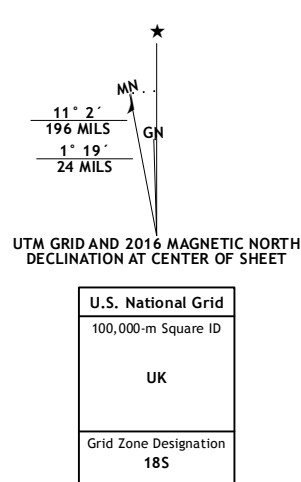 ★
MN
11° 2´
196 MILS
GN
1° 19´
24 MILS
UTM GRID AND 2016 MAGNETIC NORTH
DECLINATION AT CENTER OF SHEET
U.S. National Grid
100,000-m Square ID
UK
Grid Zone Designation
18S